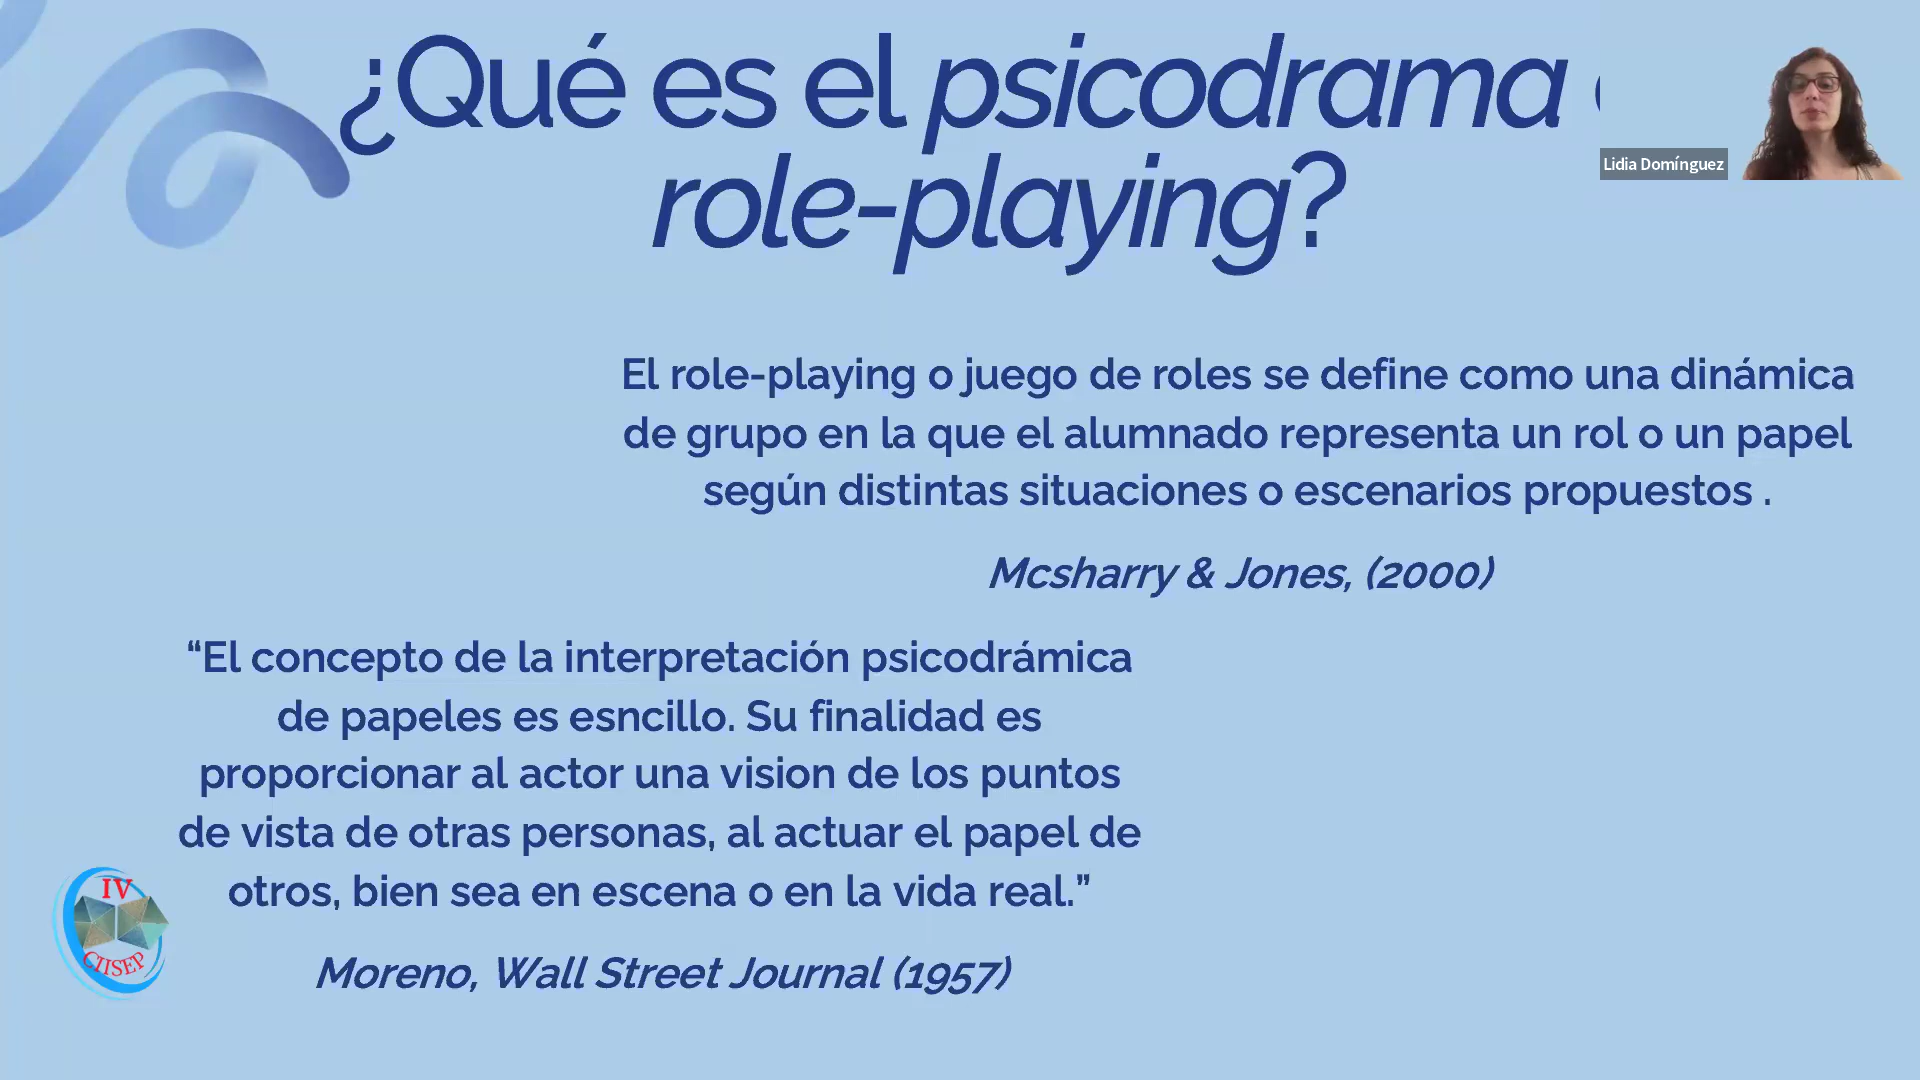 ¿Qué es el psicodrama
role-playing?
Lidia Domínguez
El role-playing o juego de roles se define como una dinámica
de grupo en la que el alumnado representa un rol o un papel
según distintas situaciones o escenarios propuestos .
Mcsharry & Jones, (2000)
“El concepto de la interpretación psicodrámica
de papeles es esncillo. Su finalidad es
proporcionar al actor una vision de los puntos
de vista de otras personas, al actuar el papel de
otros, bien sea en escena o en la vida real.”
Moreno, Wall Street Journal (1957)
IV
CIISEP